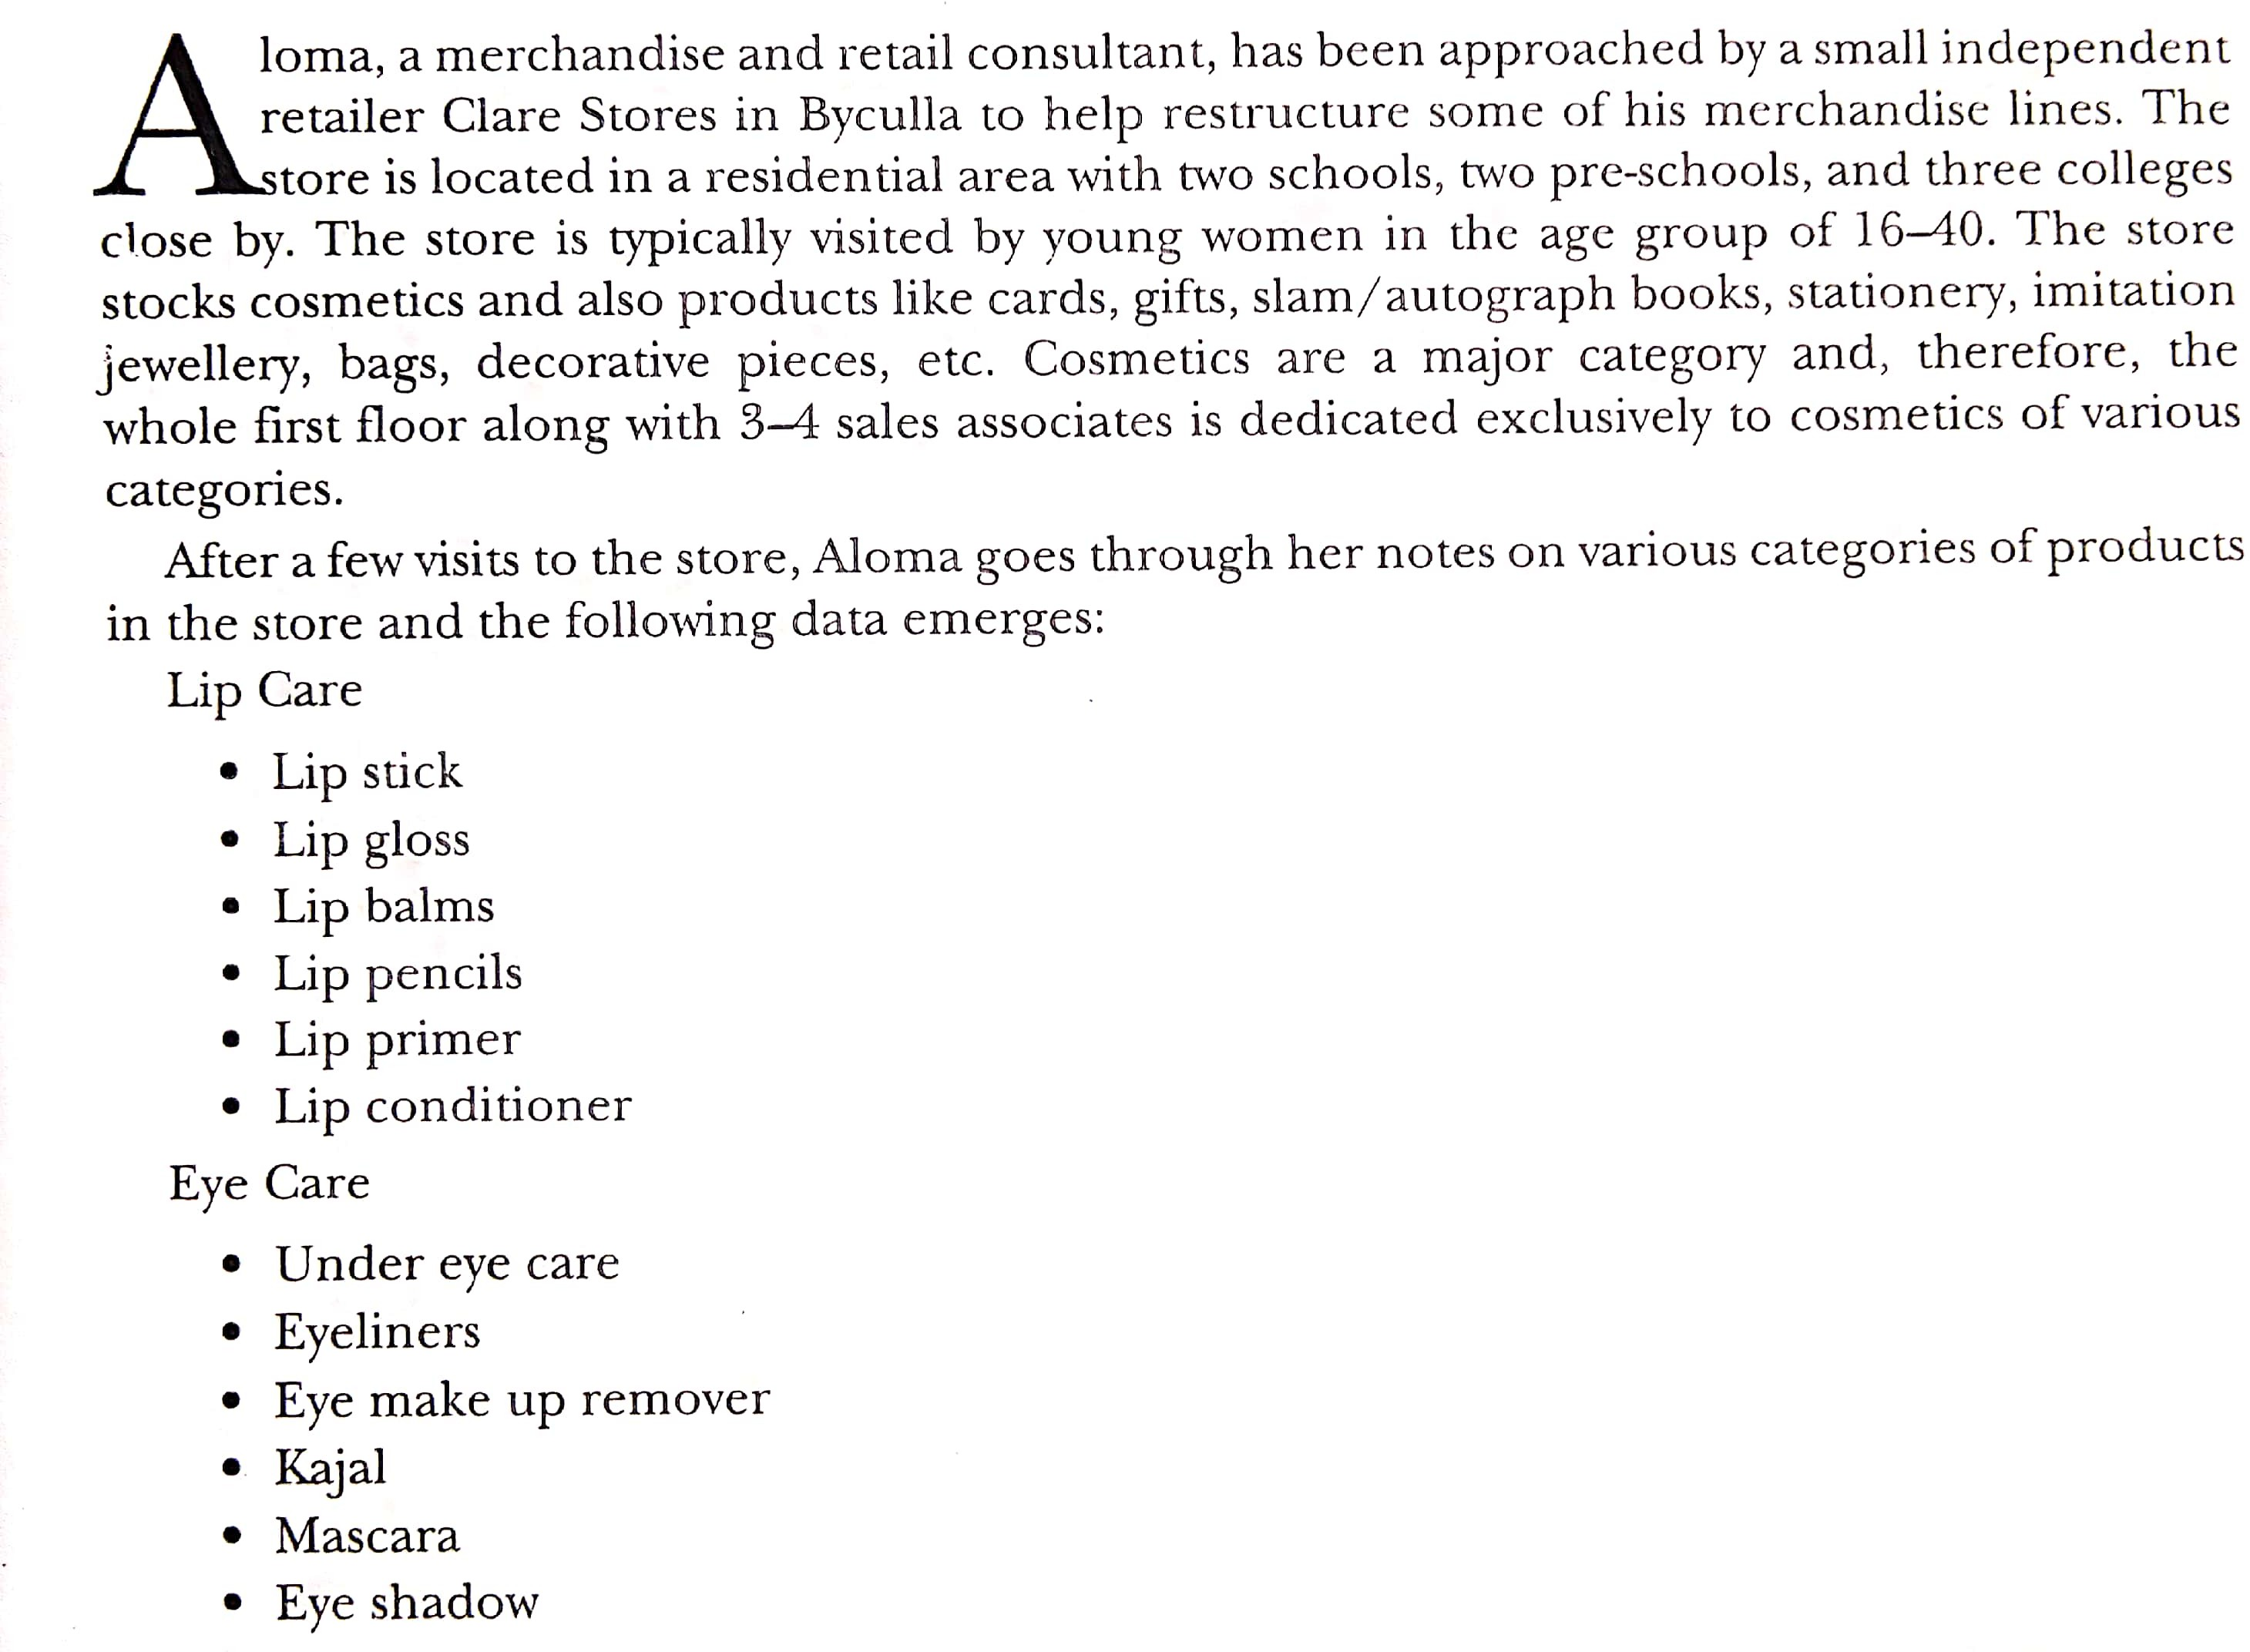 Aloma, a merchandise and retail consultant, has been approached by a small independent
retailer Clare Stores in Byculla to help restructure some of his merchandise lines. The
store is located in a residential area with two schools, two pre-schools, and three colleges
close by. The store is typically visited by young women in the age group of 16–40. The store
stocks cosmetics and also products like cards, gifts, slam/autograph books, stationery, imitation
jewellery, bags, decorative pieces, etc. Cosmetics are a major category and, therefore, the
whole first floor along with 3–4 sales associates is dedicated exclusively to cosmetics of various
categories.
After a few visits to the store, Aloma goes through her notes on various categories of products
in the store and the following data emerges:
Lip Care
• Lip stick
• Lip gloss
• Lip balms
• Lip pencils
• Lip primer
• Lip conditioner
Eye Care
• Under eye care
• Eyeliners
• Eye make up remover
• Kajal
• Mascara
• Eye shadow